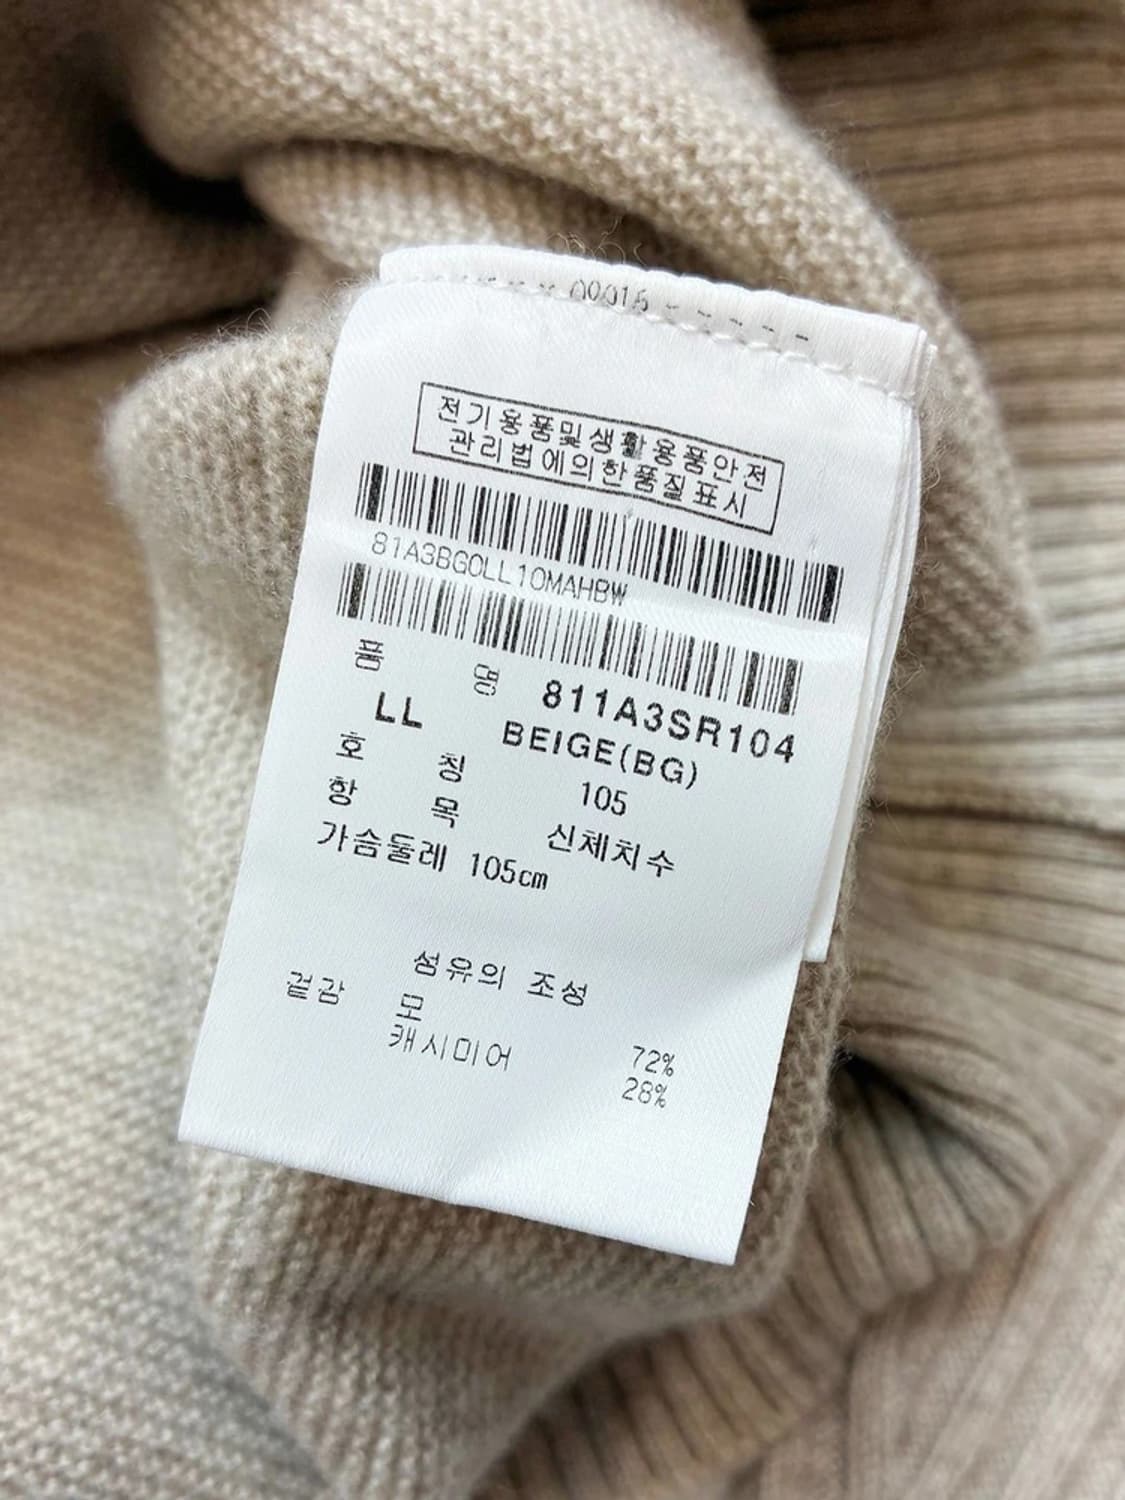 00015
전기용품및생활용품안전
관리법에의한품질표시
81A3BG0LL10MAHBW
품 명 811A3SR104
LL BEIGE(BG)
호 칭 105
항 목 신체치수
가슴둘레 105cm
섬유의 조성
겉감 모 72%
캐시미어 28%